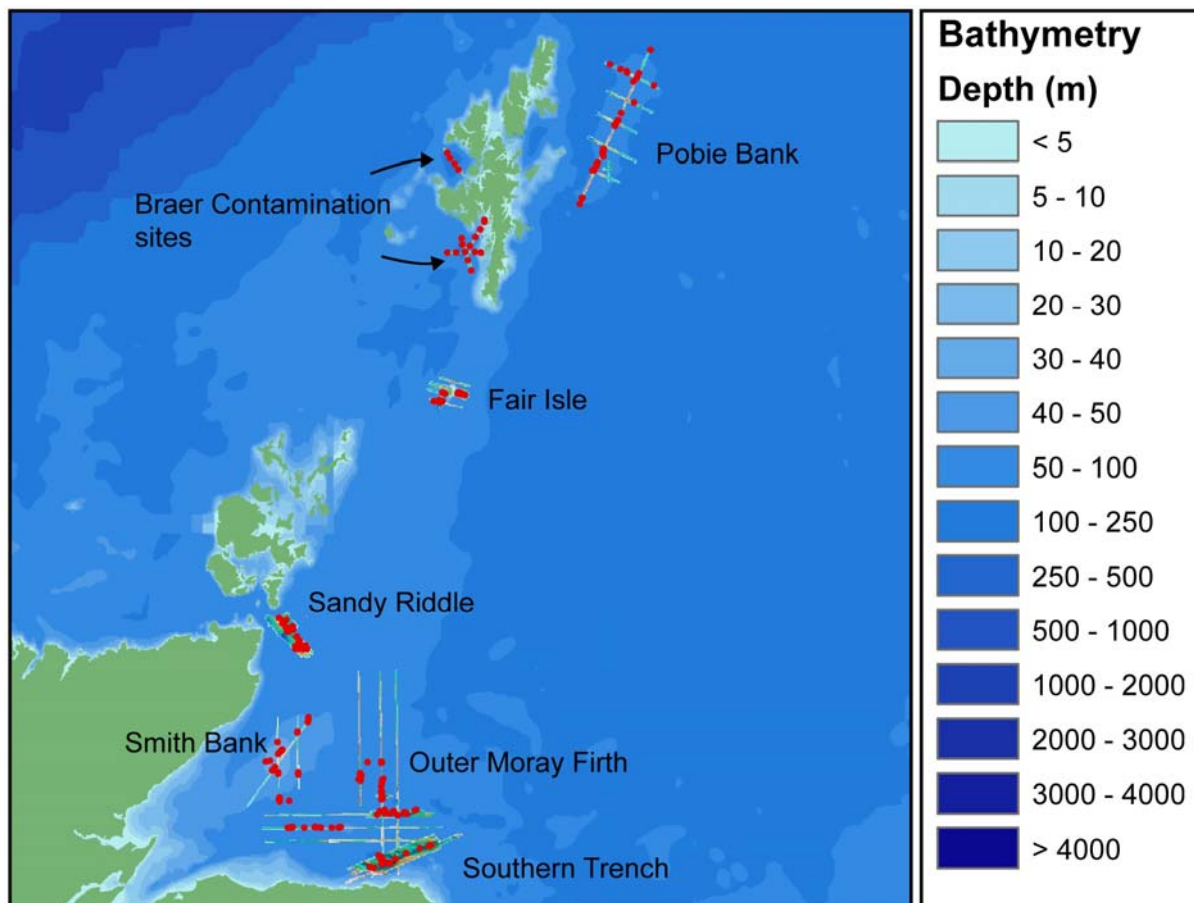 Pobie Bank
Braer Contamination
sites
Fair Isle
Sandy Riddle
Smith Bank
Outer Moray Firth
Southern Trench
Bathymetry
Depth (m)
< 5
5 - 10
10 - 20
20 - 30
30 - 40
40 - 50
50 - 100
100 - 250
250 - 500
500 - 1000
1000 - 2000
2000 - 3000
3000 - 4000
> 4000